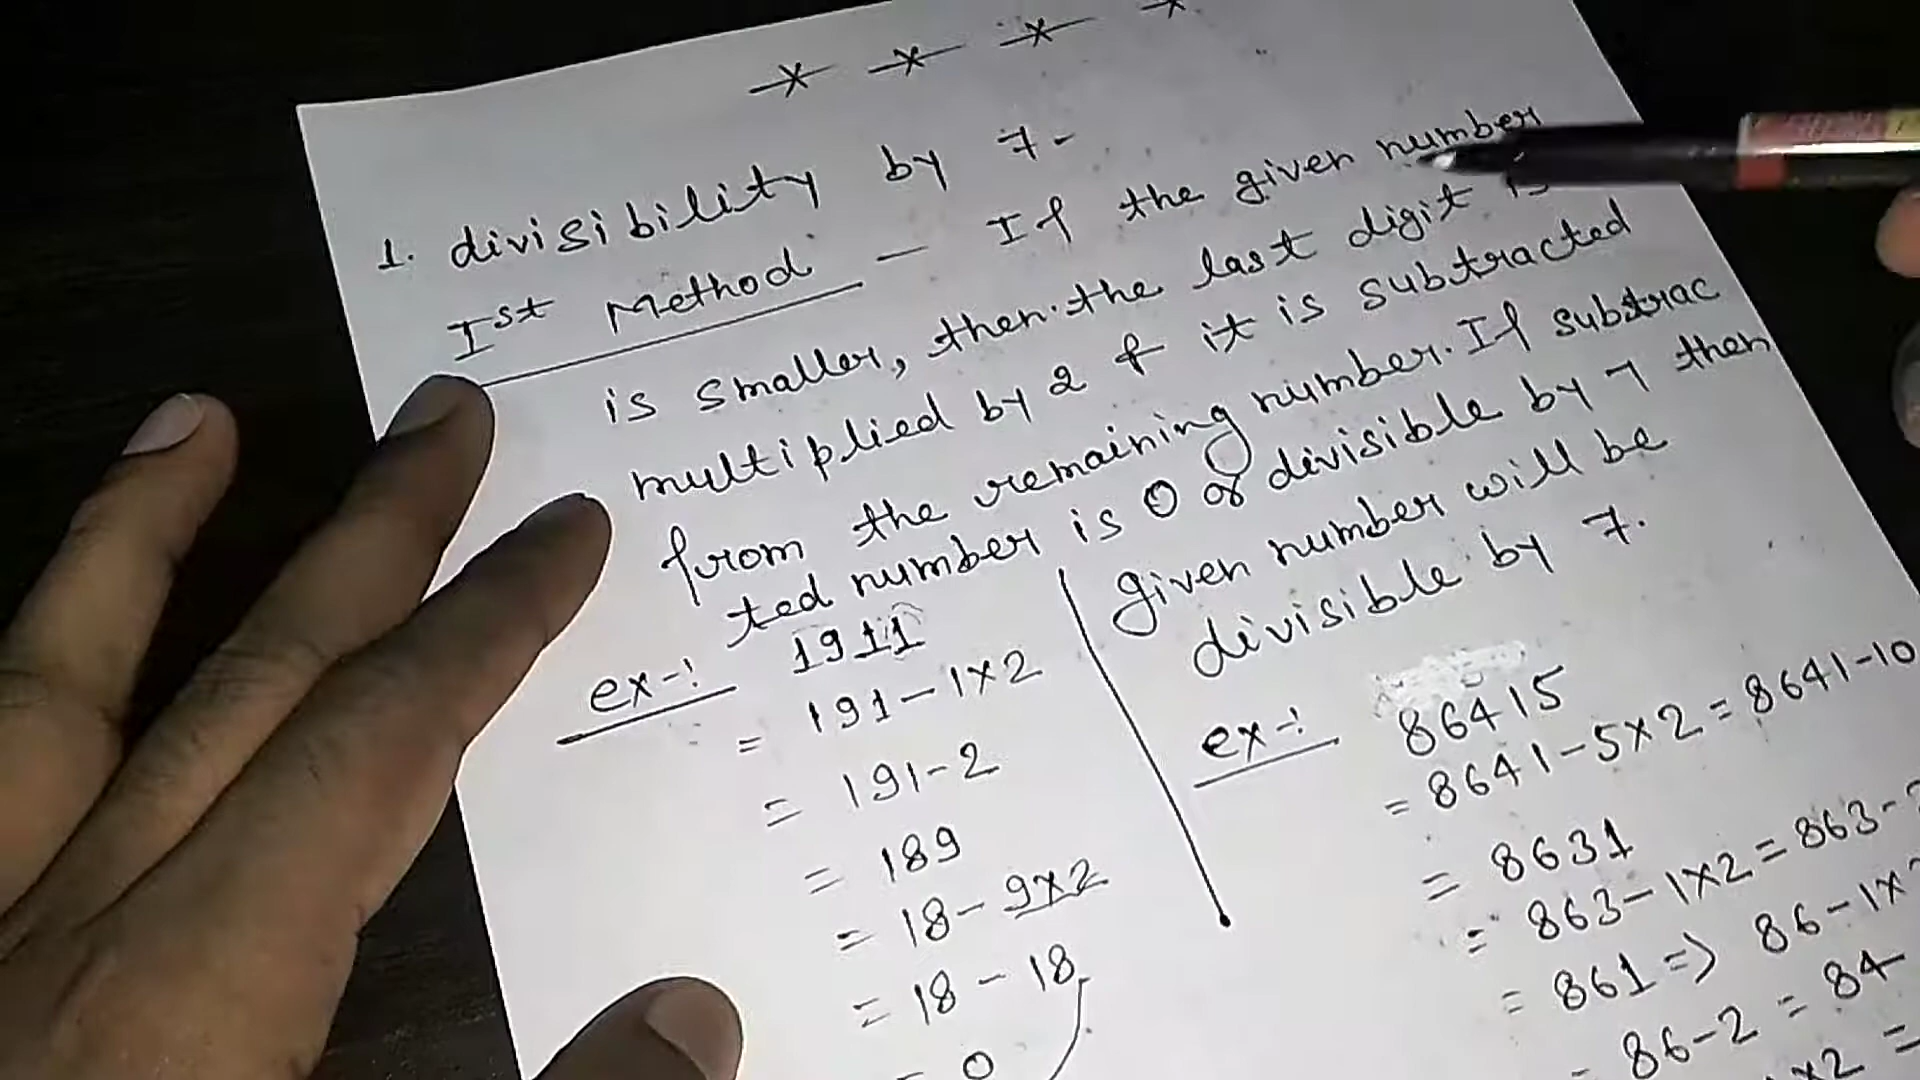 1. divisibility by 7-
Ist Method - If the given number
is smaller, then the last digit is
multiplied by 2 & it is subtracted
from the remaining number. If substrac
ted number is 0 or divisible by 7 then
given number will be
divisible by 7.
ex-: 1911
= 191-1×2
= 191-2
= 189
= 18-9×2
= 18-18
= 0
ex-: 86415
= 8641-5×2 = 8641-10
= 8631
= 863-1×2 = 863-
= 861 => 86-1×
= 86-2 = 84
×2 =